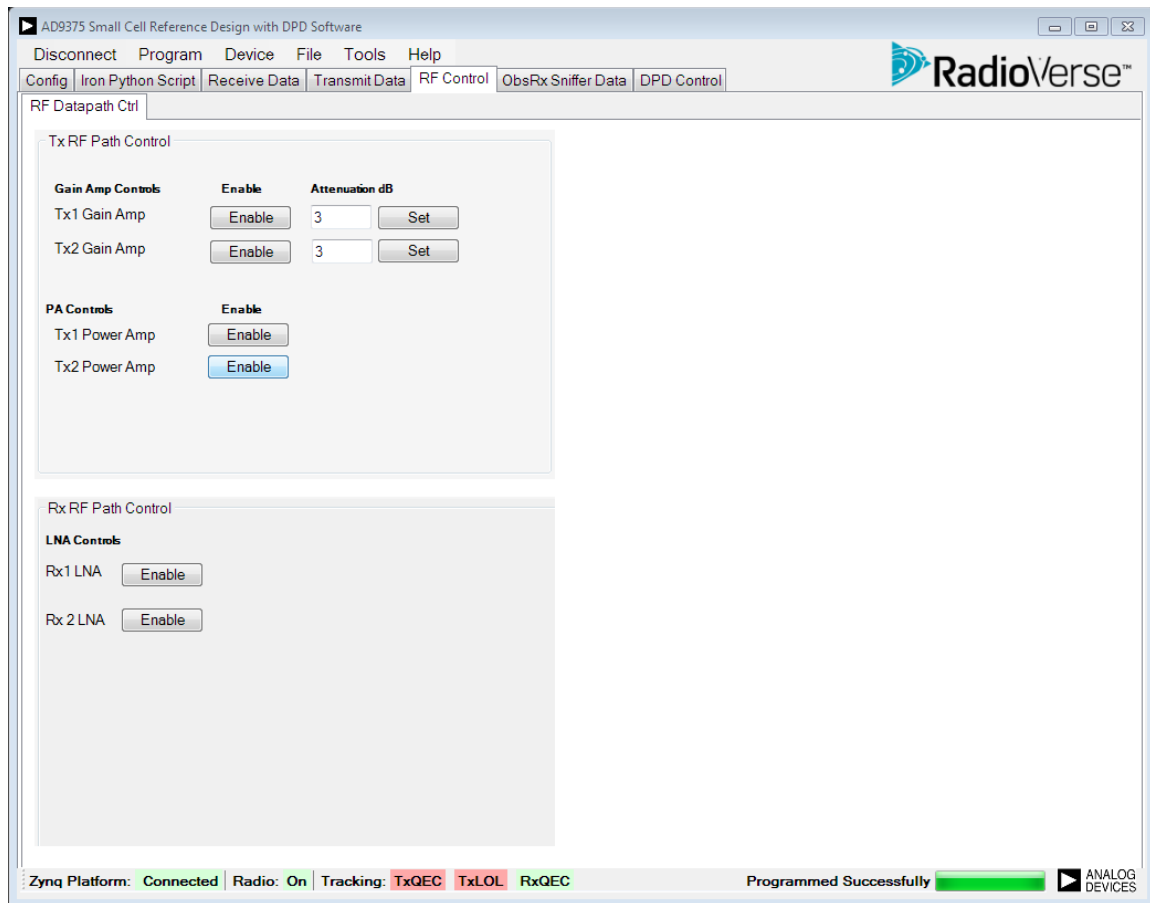 AD9375 Small Cell Reference Design with DPD Software
Disconnect Program Device File Tools Help
RadioVerse™
Config Iron Python Script Receive Data Transmit Data RF Control ObsRx Sniffer Data DPD Control
RF Datapath Ctrl
Tx RF Path Control
Gain Amp Controls Enable Attenuation dB
Tx1 Gain Amp Enable 3 Set
Tx2 Gain Amp Enable 3 Set
PA Controls Enable
Tx1 Power Amp Enable
Tx2 Power Amp Enable
Rx RF Path Control
LNA Controls
Rx1 LNA Enable
Rx 2 LNA Enable
Zynq Platform: Connected Radio: On Tracking: TxQEC TxLOL RxQEC Programmed Successfully
ANALOG
DEVICES